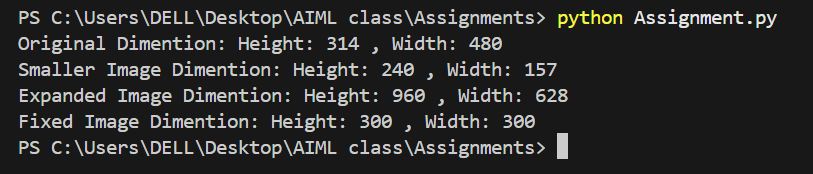 PS C:\Users\DELL\Desktop\AIML class\Assignments> python Assignment.py
Original Dimention: Height: 314 , Width: 480
Smaller Image Dimention: Height: 240 , Width: 157
Expanded Image Dimention: Height: 960 , Width: 628
Fixed Image Dimention: Height: 300 , Width: 300
PS C:\Users\DELL\Desktop\AIML class\Assignments>